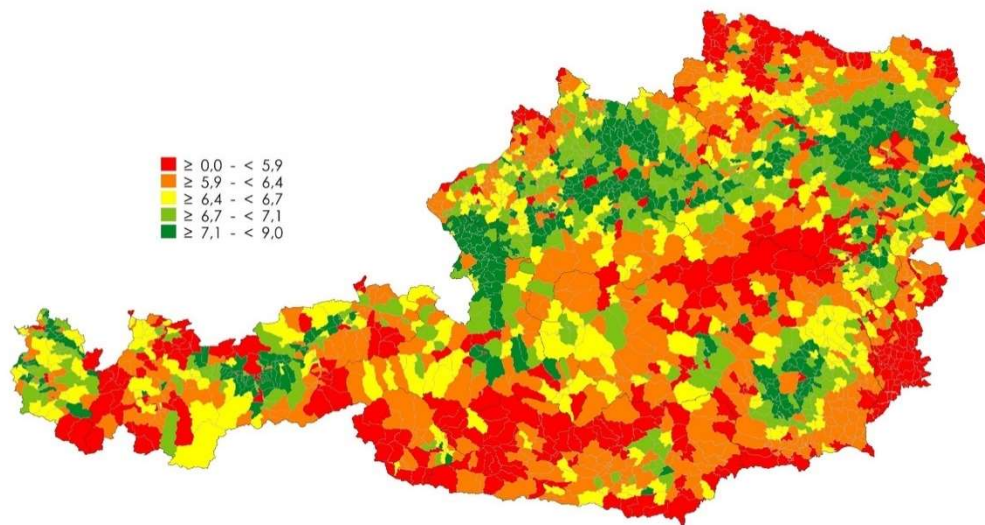 ≥ 0,0 - < 5,9
≥ 5,9 - < 6,4
≥ 6,4 - < 6,7
≥ 6,7 - < 7,1
≥ 7,1 - < 9,0